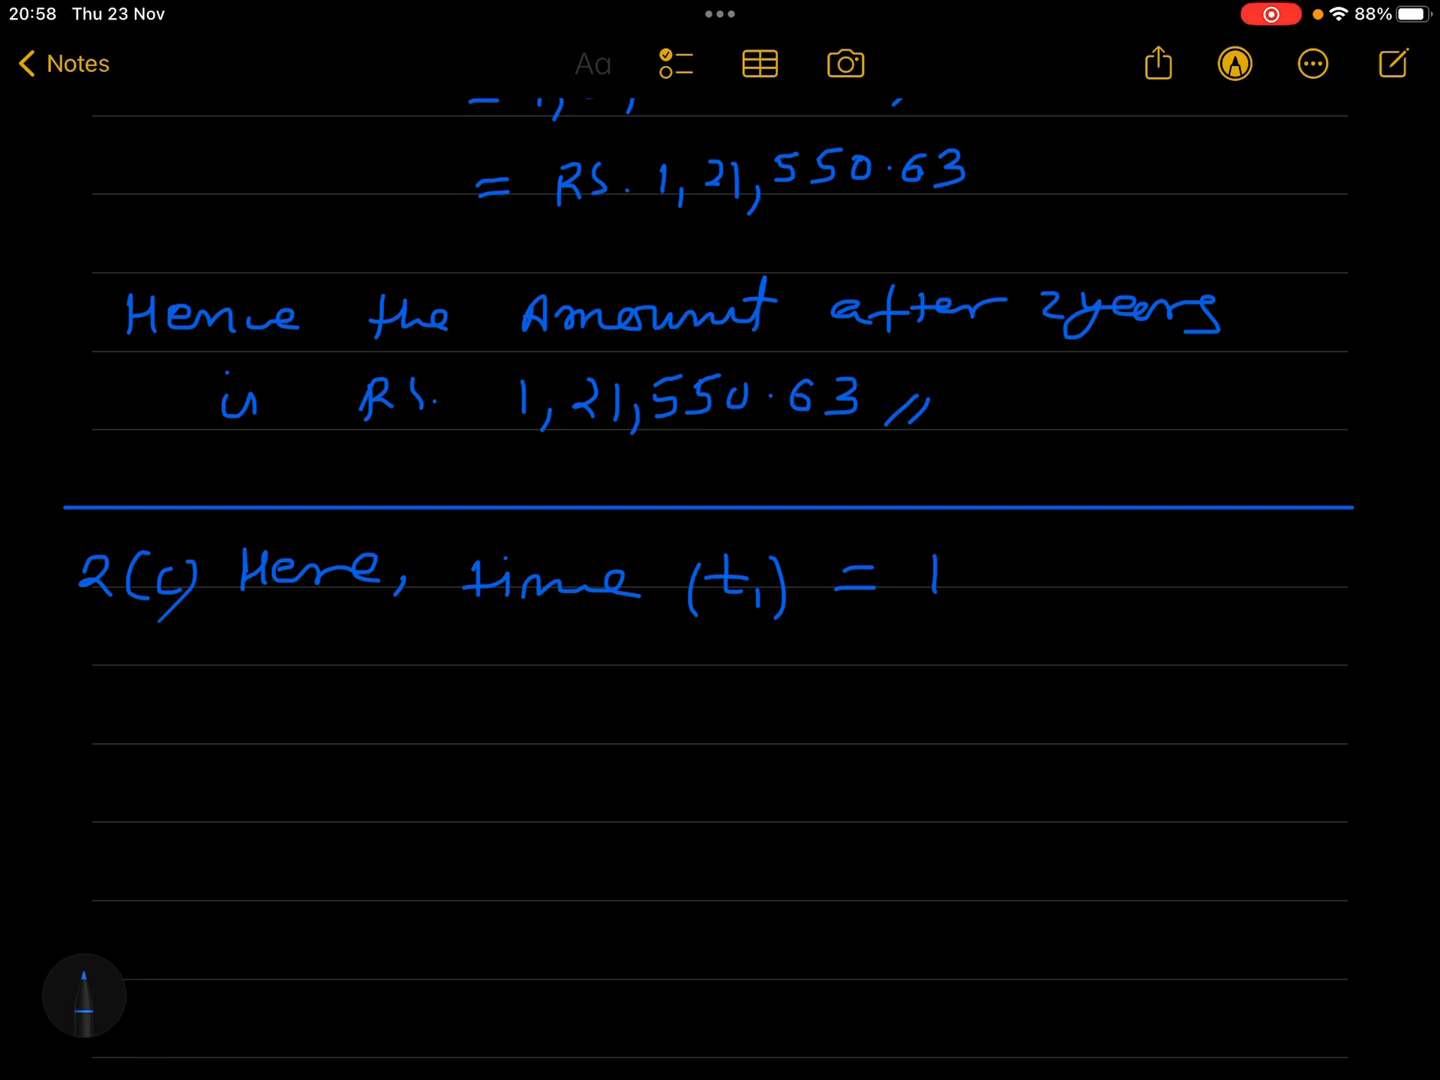 20:58 Thu 23 Nov 88%
Notes Aa
= RS. 1,21,550.63
Hence the Amount after 2years
is RS. 1,21,550.63 //
2(c) Here, time (t₁) = 1